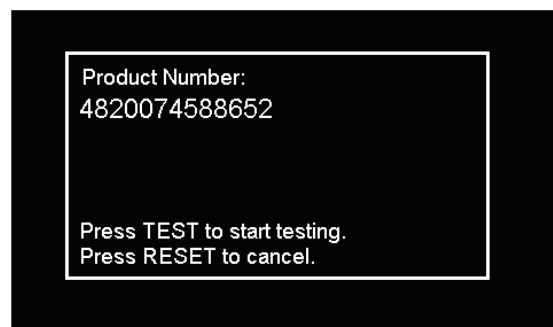 Product Number:
4820074588652
Press TEST to start testing.
Press RESET to cancel.